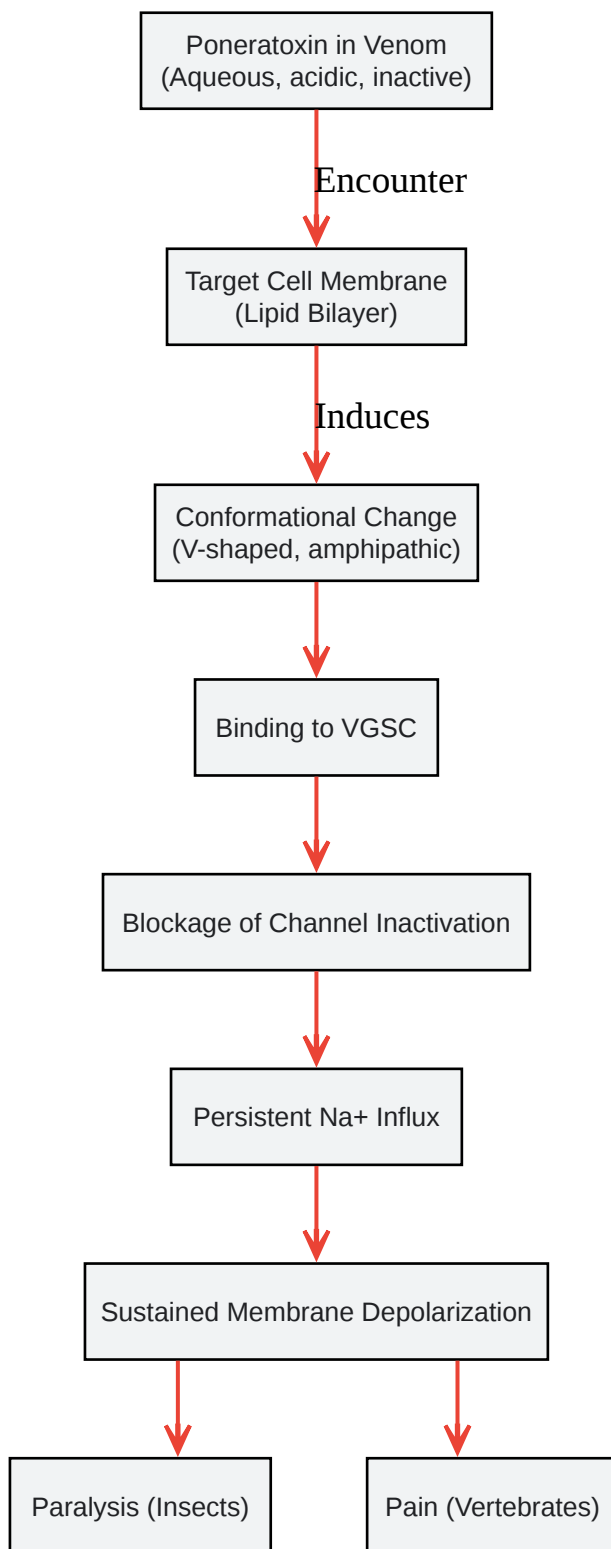 Poneratoxin in Venom
(Aqueous, acidic, inactive)
Encounter
Target Cell Membrane
(Lipid Bilayer)
Induces
Conformational Change
(V-shaped, amphipathic)
Binding to VGSC
Blockage of Channel Inactivation
Persistent Na+ Influx
Sustained Membrane Depolarization
Paralysis (Insects)
Pain (Vertebrates)